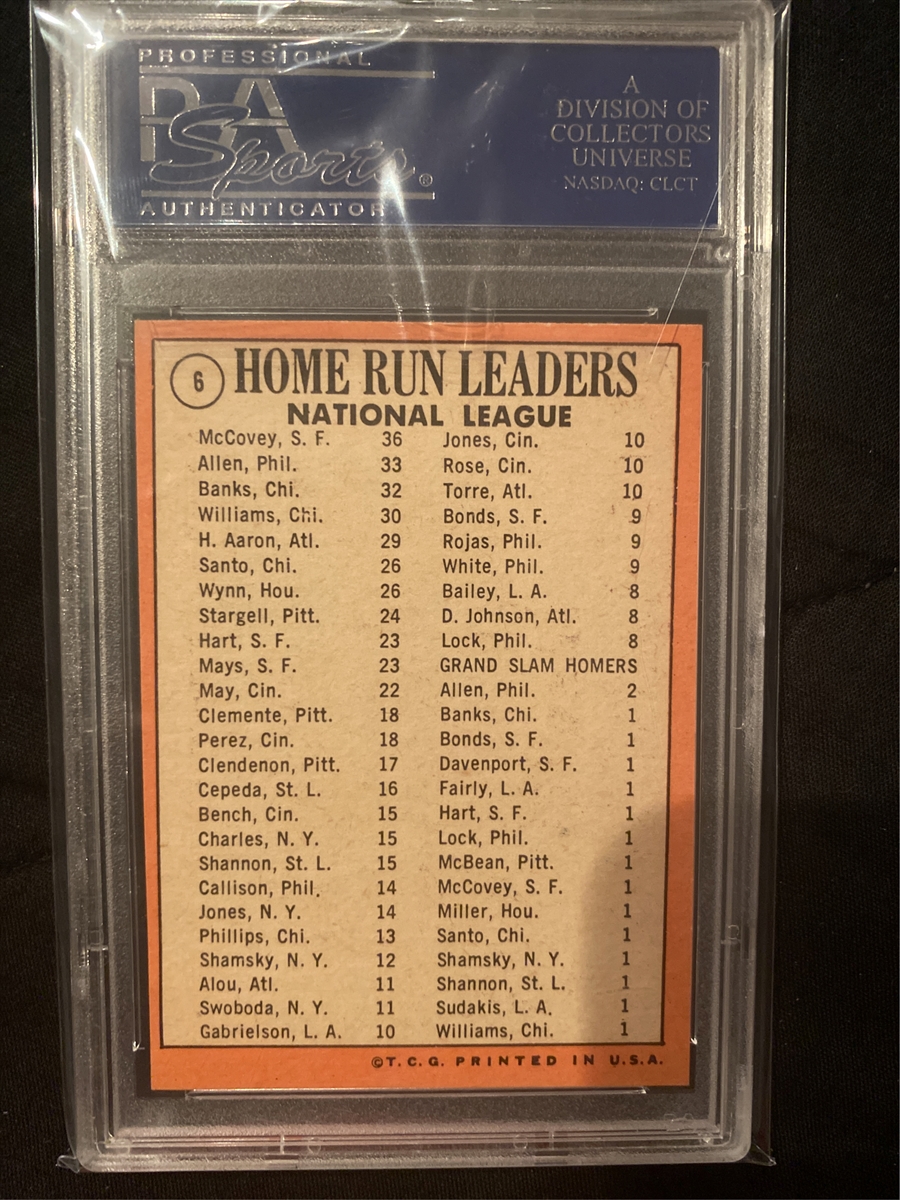 PROFESSIONAL
PSA
Sports®
AUTHENTICATOR
A
DIVISION OF
COLLECTORS
UNIVERSE
NASDAQ: CLCT
6 HOME RUN LEADERS
NATIONAL LEAGUE
McCovey, S. F. 36
Allen, Phil. 33
Banks, Chi. 32
Williams, Chi. 30
H. Aaron, Atl. 29
Santo, Chi. 26
Wynn, Hou. 26
Stargell, Pitt. 24
Hart, S. F. 23
Mays, S. F. 23
May, Cin. 22
Clemente, Pitt. 18
Perez, Cin. 18
Clendenon, Pitt. 17
Cepeda, St. L. 16
Bench, Cin. 15
Charles, N. Y. 15
Shannon, St. L. 15
Callison, Phil. 14
Jones, N. Y. 14
Phillips, Chi. 13
Shamsky, N. Y. 12
Alou, Atl. 11
Swoboda, N. Y. 11
Gabrielson, L. A. 10
Jones, Cin. 10
Rose, Cin. 10
Torre, Atl. 10
Bonds, S. F. 9
Rojas, Phil. 9
White, Phil. 9
Bailey, L. A. 8
D. Johnson, Atl. 8
Lock, Phil. 8
GRAND SLAM HOMERS
Allen, Phil. 2
Banks, Chi. 1
Bonds, S. F. 1
Davenport, S. F. 1
Fairly, L. A. 1
Hart, S. F. 1
Lock, Phil. 1
McBean, Pitt. 1
McCovey, S. F. 1
Miller, Hou. 1
Santo, Chi. 1
Shamsky, N. Y. 1
Shannon, St. L. 1
Sudakis, L. A. 1
Williams, Chi. 1
©T. C. G. PRINTED IN U.S.A.